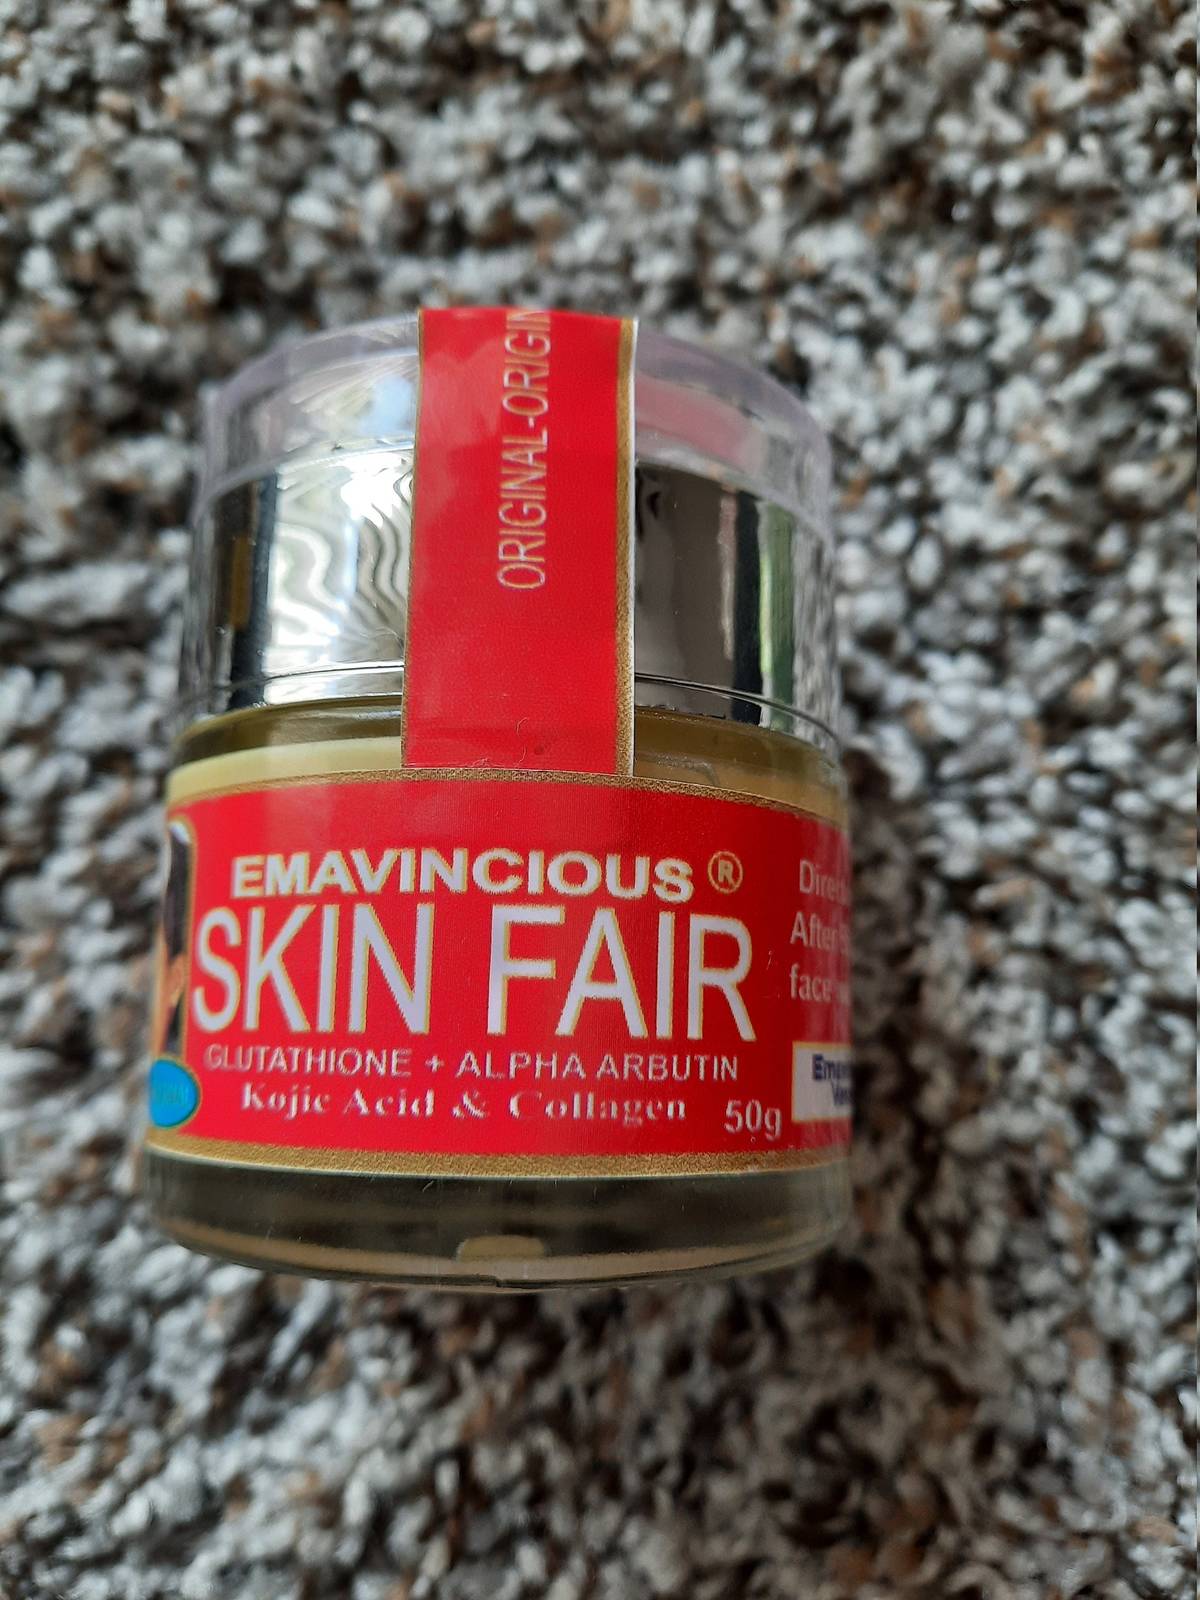 ORIGINAL-ORIGIN
EMAVINCIOUS ®
SKIN FAIR
GLUTATHIONE + ALPHA ARBUTIN
Kojic Acid & Collagen
50g
After
face